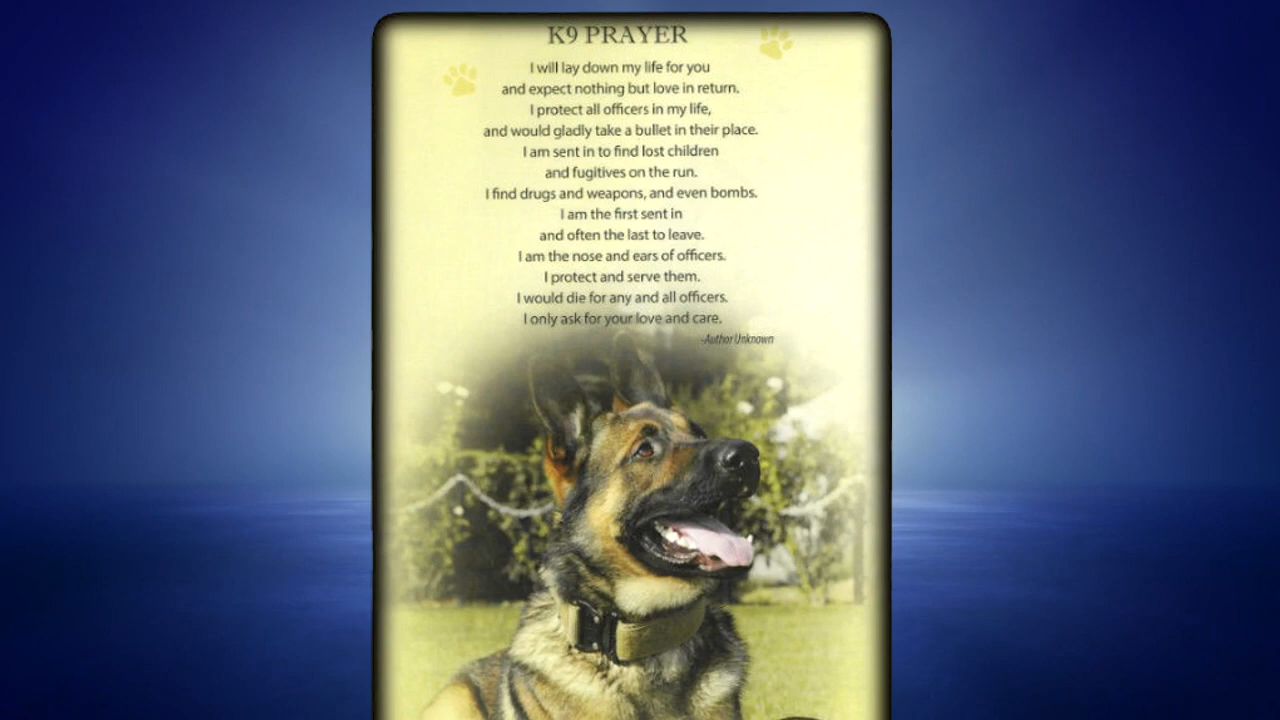 K9 PRAYER
I will lay down my life for you
and expect nothing but love in return.
I protect all officers in my life,
and would gladly take a bullet in their place.
I am sent in to find lost children
and fugitives on the run.
I find drugs and weapons, and even bombs.
I am the first sent in
and often the last to leave.
I am the nose and ears of officers.
I protect and serve them.
I would die for any and all officers.
I only ask for your love and care.
-Author Unknown